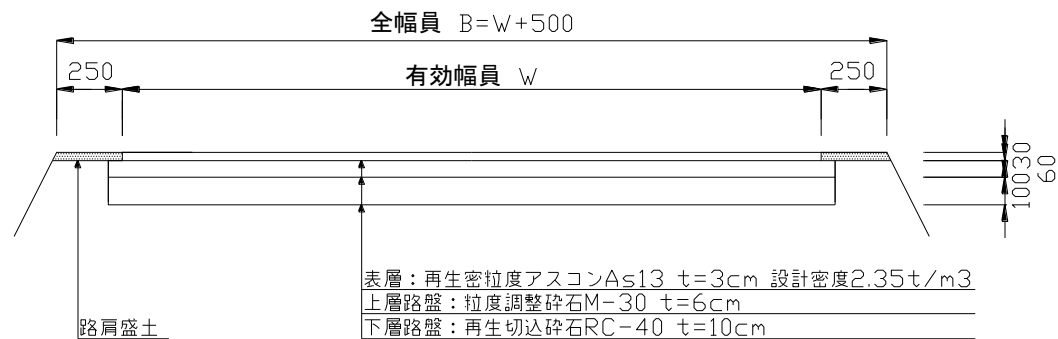 全幅員 B=W+500
250
有効幅員 W
250
30
60
100
表層：再生密粒度アスコンAs13 t=3cm 設計密度2.35t/m3
上層路盤：粒度調整砕石M-30 t=6cm
下層路盤：再生切込砕石RC-40 t=10cm
路肩盛土